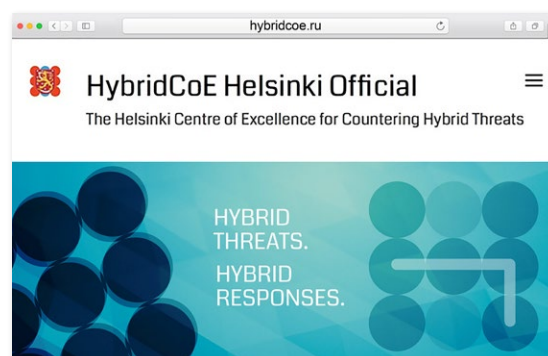 hybridcoe.ru
HybridCoE Helsinki Official
The Helsinki Centre of Excellence for Countering Hybrid Threats
HYBRID
THREATS.
HYBRID
RESPONSES.